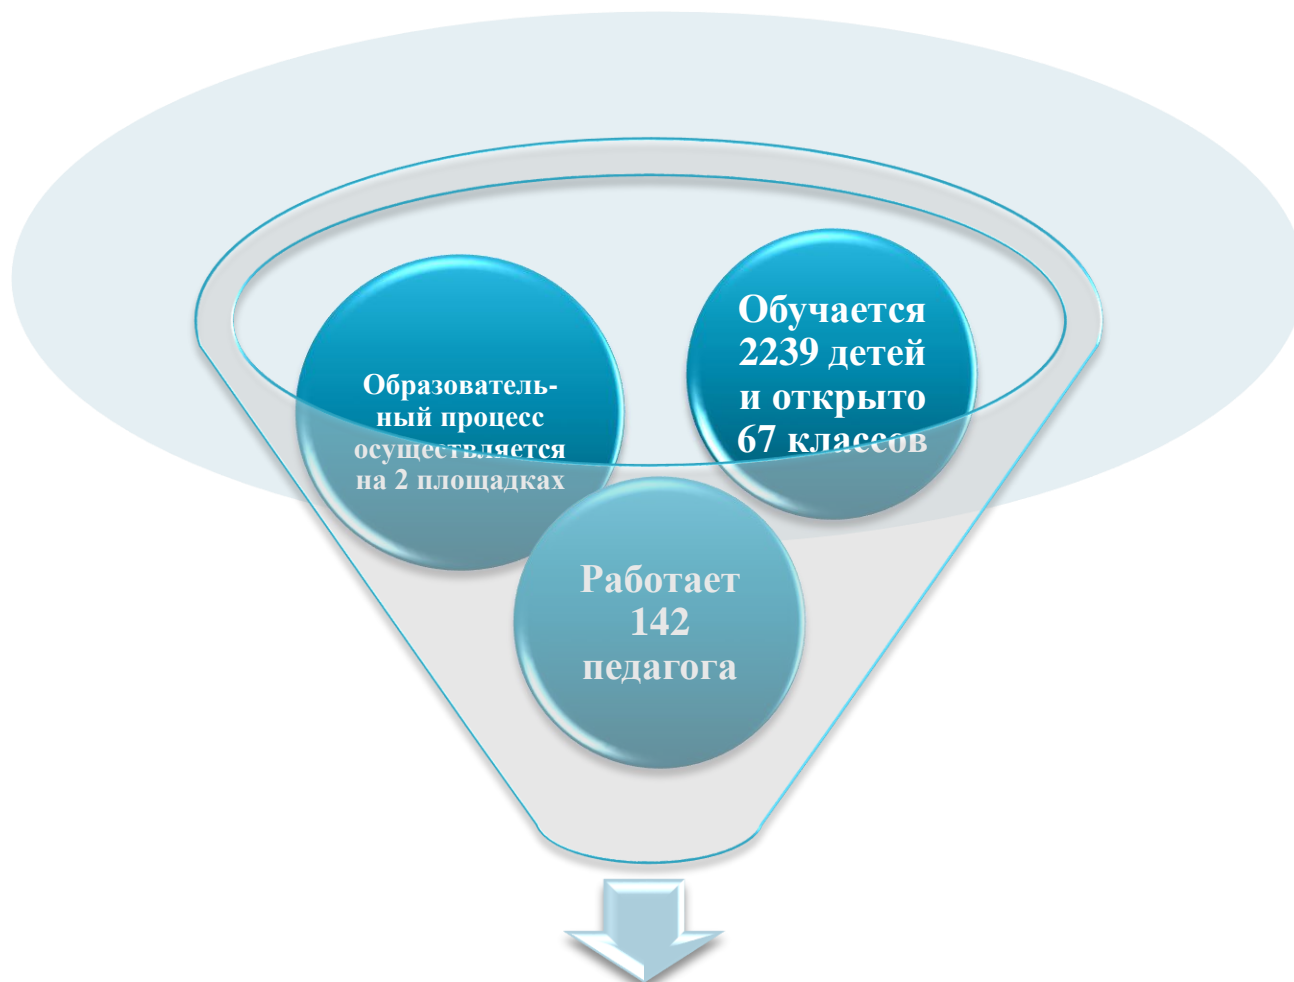 Образователь-
ный процесс
осуществляется
на 2 площадках
Обучается
2239 детей
и открыто
67 классов
Работает
142
педагога